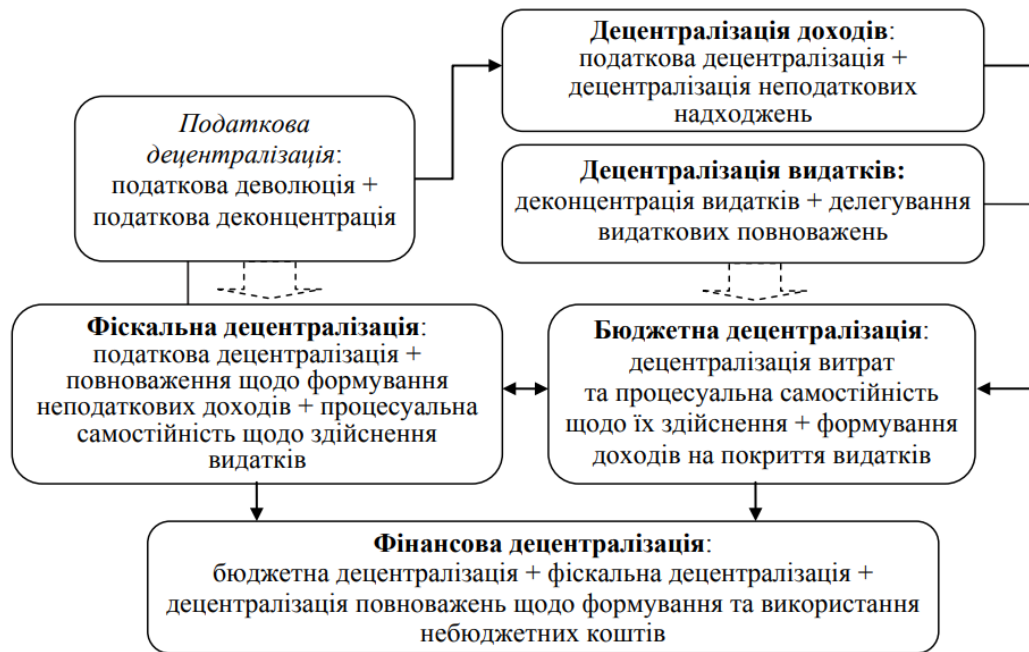 Децентралізація доходів:
податкова децентралізація +
децентралізація неподаткових
надходжень
Податкова
децентралізація:
податкова деволюція +
податкова деконцентрація
Децентралізація видатків:
деконцентрація видатків + делегування
видаткових повноважень
Фіскальна децентралізація:
податкова децентралізація +
повноваження щодо формування
неподаткових доходів + процесуальна
самостійність щодо здійснення
видатків
Бюджетна децентралізація:
децентралізація витрат
та процесуальна самостійність
щодо їх здійснення + формування
доходів на покриття видатків
Фінансова децентралізація:
бюджетна децентралізація + фіскальна децентралізація +
децентралізація повноважень щодо формування та використання
небюджетних коштів